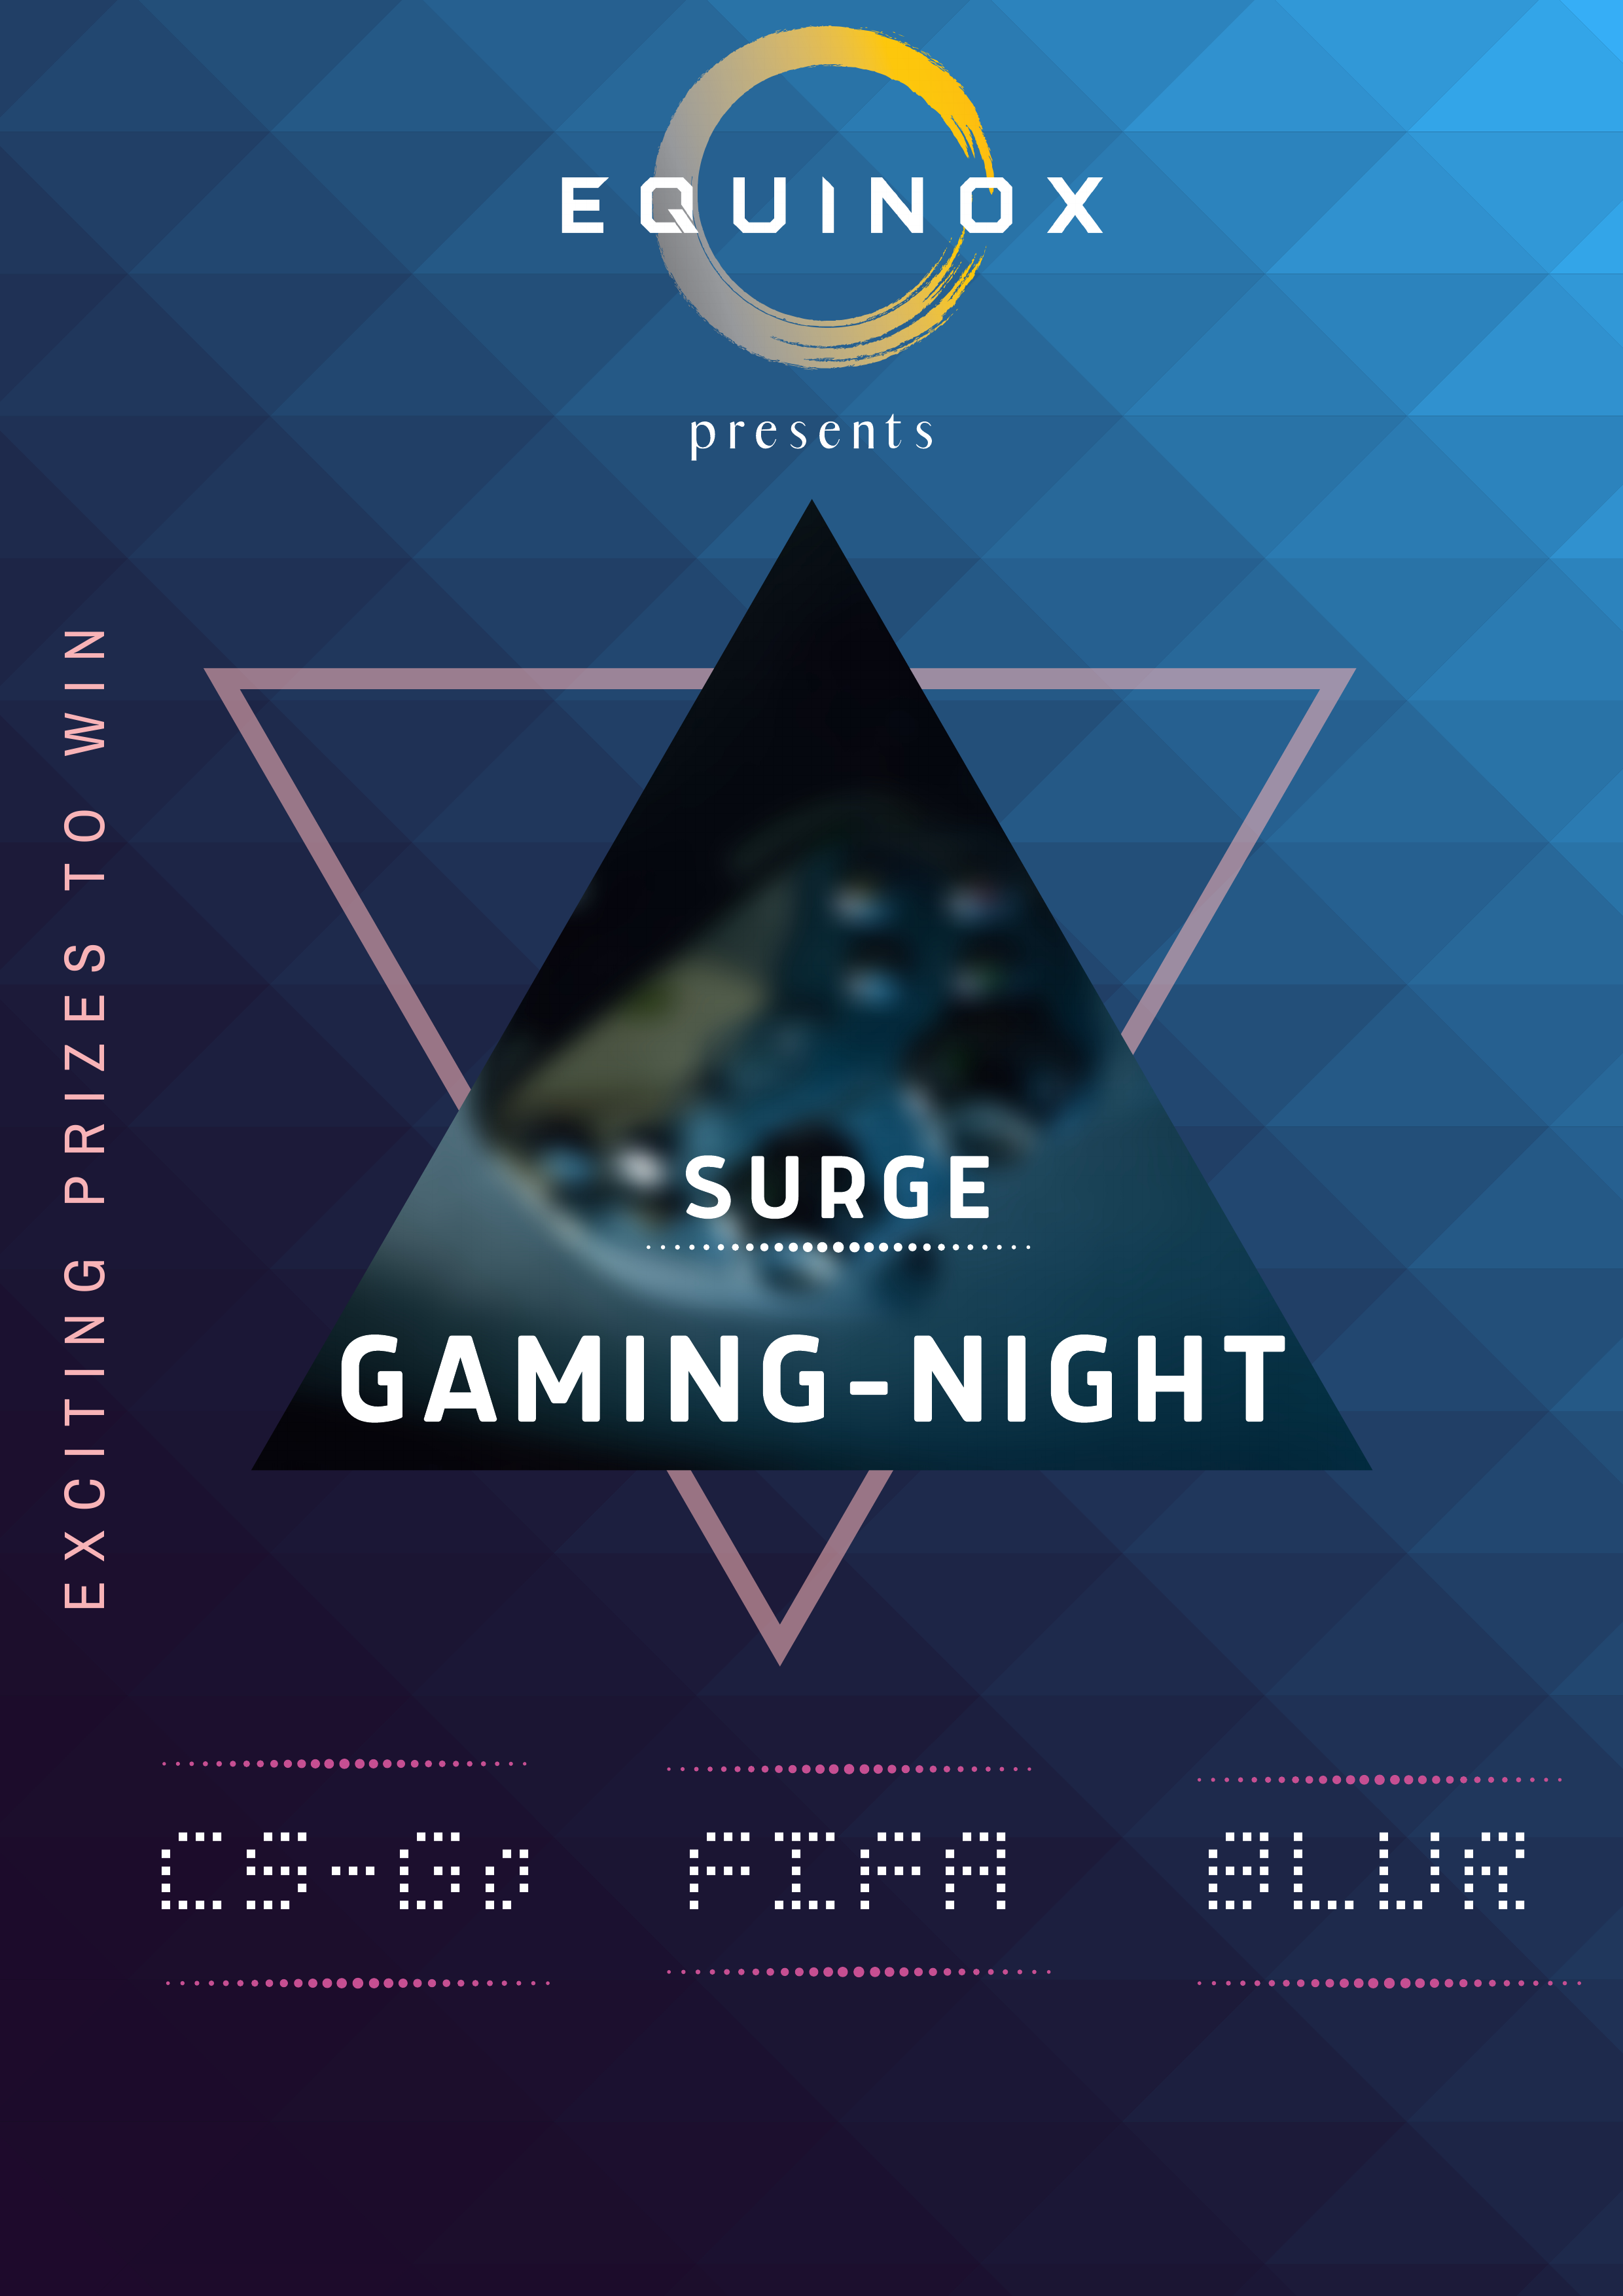 EQUINOX
presents
EXCITING PRIZES TO WIN
SURGE
GAMING-NIGHT
CS-Go
FIFA
BLUR